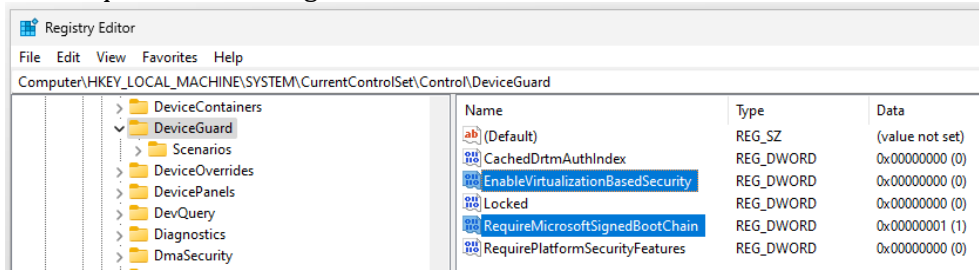 Registry Editor
File Edit View Favorites Help
Computer\HKEY_LOCAL_MACHINE\SYSTEM\CurrentControlSet\Control\DeviceGuard
DeviceContainers
DeviceGuard
Scenarios
DeviceOverrides
DevicePanels
DevQuery
Diagnostics
DmaSecurity
Name Type Data
(Default) REG_SZ (value not set)
CachedDrtmAuthIndex REG_DWORD 0x00000000 (0)
EnableVirtualizationBasedSecurity REG_DWORD 0x00000000 (0)
Locked REG_DWORD 0x00000000 (0)
RequireMicrosoftSignedBootChain REG_DWORD 0x00000001 (1)
RequirePlatformSecurityFeatures REG_DWORD 0x00000000 (0)